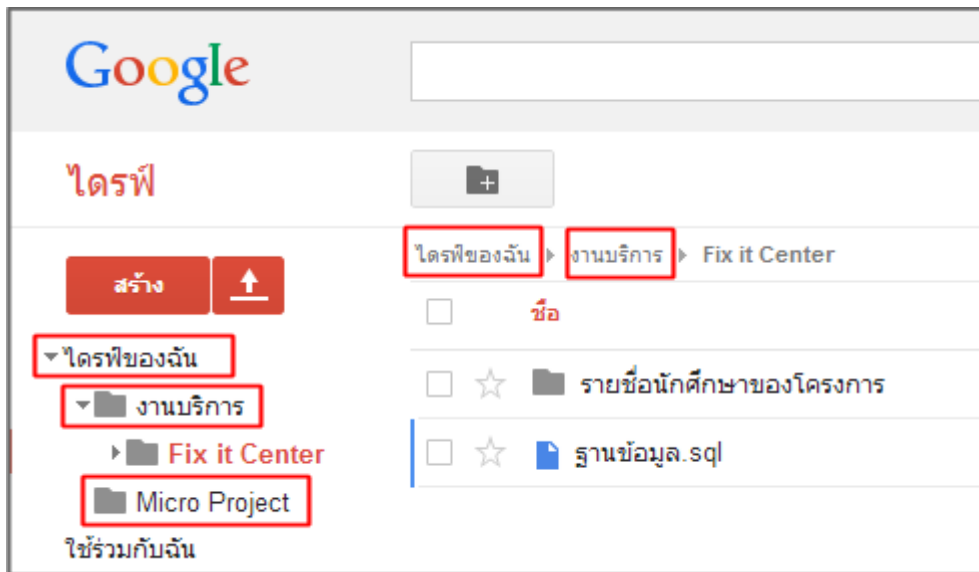 Google
ไดรฟ์
ไดรฟ์ของฉัน งานบริการ Fix it Center
สร้าง
ชื่อ
ไดรฟ์ของฉัน
งานบริการ
Fix it Center
Micro Project
ใช้ร่วมกับฉัน
รายชื่อนักศึกษาของโครงการ
ฐานข้อมูล.sql